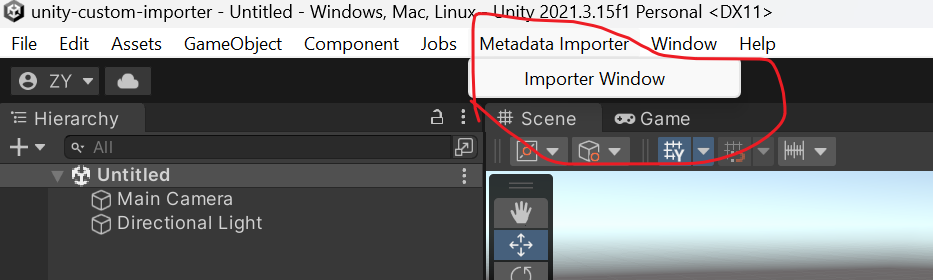 unity-custom-importer - Untitled - Windows, Mac, Linux - Unity 2021.3.15f1 Personal <DX11>
File Edit Assets GameObject Component Jobs Metadata Importer Window Help
Importer Window
ZY
Hierarchy
Scene
Game
All
Untitled
Main Camera
Directional Light